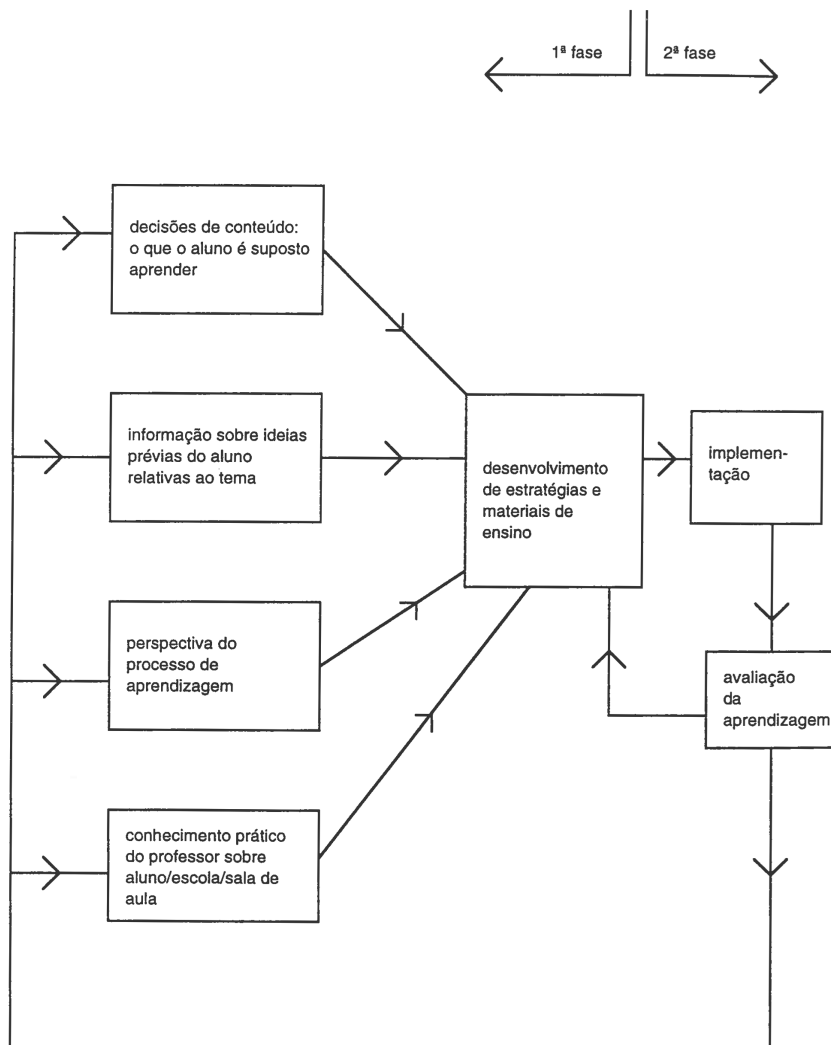 1ª fase
2ª fase
decisões de conteúdo:
o que o aluno é suposto
aprender
informação sobre ideias
prévias do aluno
relativas ao tema
desenvolvimento
de estratégias e
materiais de
ensino
implemen-
tação
perspectiva do
processo de
aprendizagem
avaliação
da
aprendizagem
conhecimento prático
do professor sobre
aluno/escola/sala de
aula